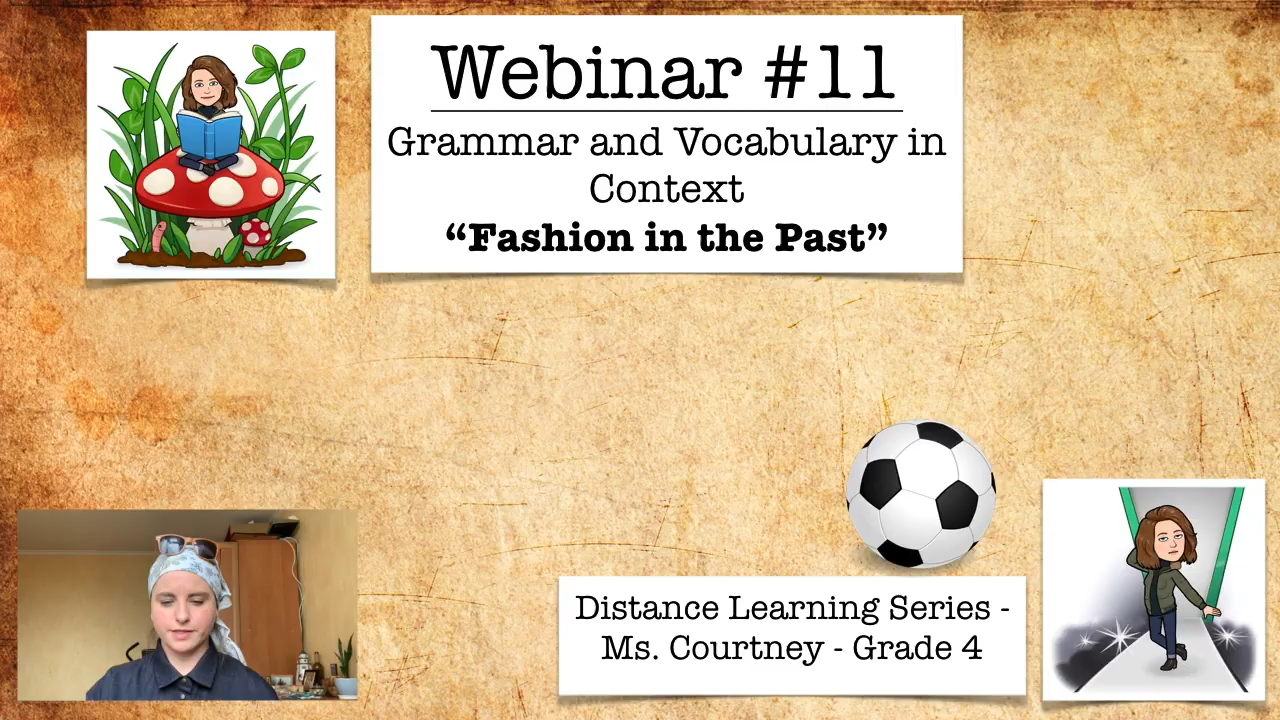 Webinar #11
Grammar and Vocabulary in
Context
“Fashion in the Past”
Distance Learning Series -
Ms. Courtney - Grade 4